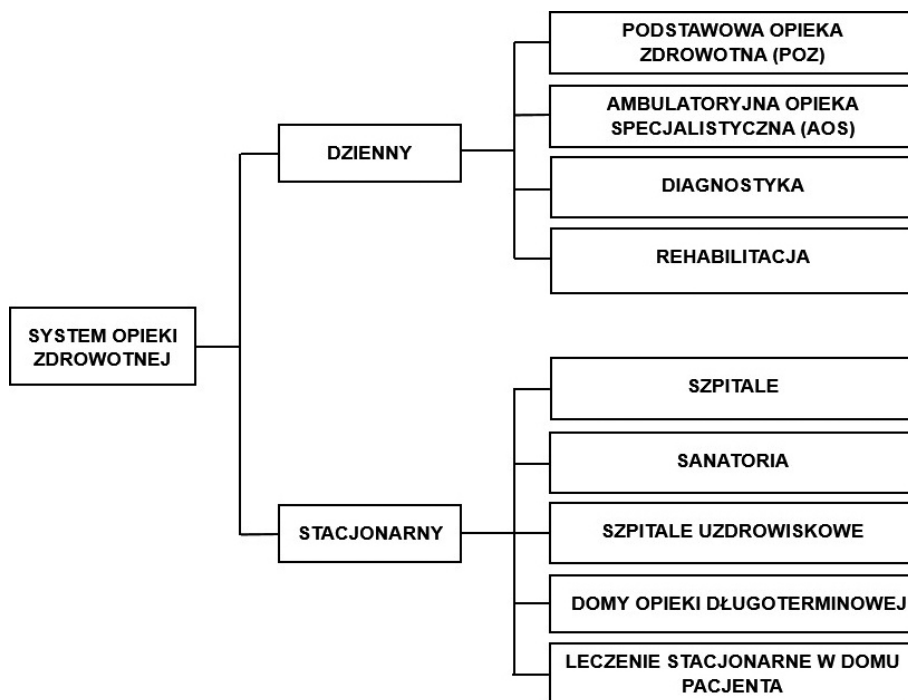 SYSTEM OPIEKI
ZDROWOTNEJ
DZIENNY
PODSTAWOWA OPIEKA
ZDROWOTNA (POZ)
AMBULATORYJNA OPIEKA
SPECJALISTYCZNA (AOS)
DIAGNOSTYKA
REHABILITACJA
STACJONARNY
SZPITALE
SANATORIA
SZPITALE UZDROWISKOWE
DOMY OPIEKI DŁUGOTERMINOWEJ
LECZENIE STACJONARNE W DOMU
PACJENTA